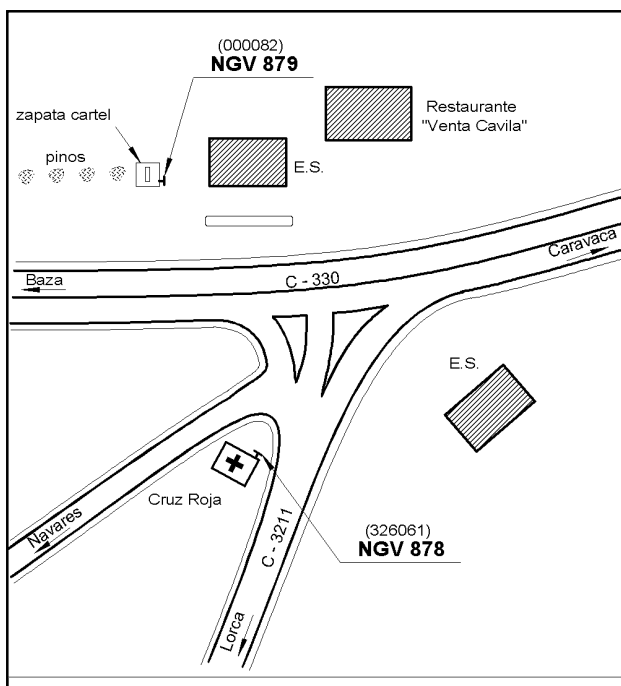 (000082)
NGV 879
zapata cartel
pinos
E.S.
Restaurante
"Venta Cavila"
Caravaca
Baza
C - 330
E.S.
Cruz Roja
Navares
C - 3211
(326061)
NGV 878
Lorca